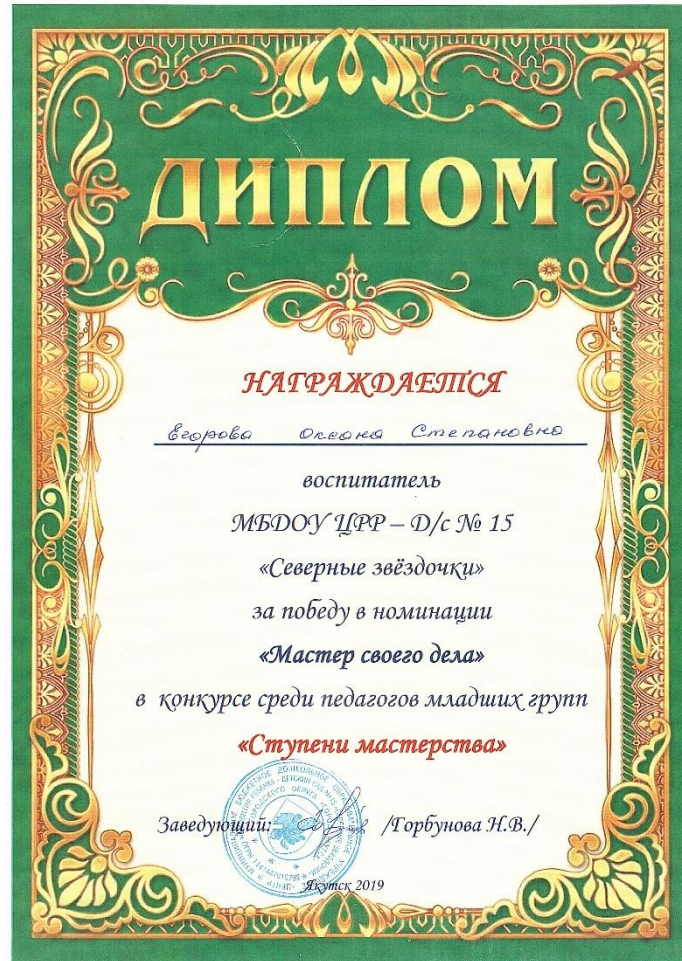 ДИПЛОМ
НАГРАЖДАЕТСЯ
Егорова Оксана Степановна
воспитатель
МБДОУ ЦРР – Д/с № 15
«Северные звёздочки»
за победу в номинации
«Мастер своего дела»
в конкурсе среди педагогов младших групп
«Ступени мастерства»
Заведующий: /Горбунова Н.В./
Якутск 2019